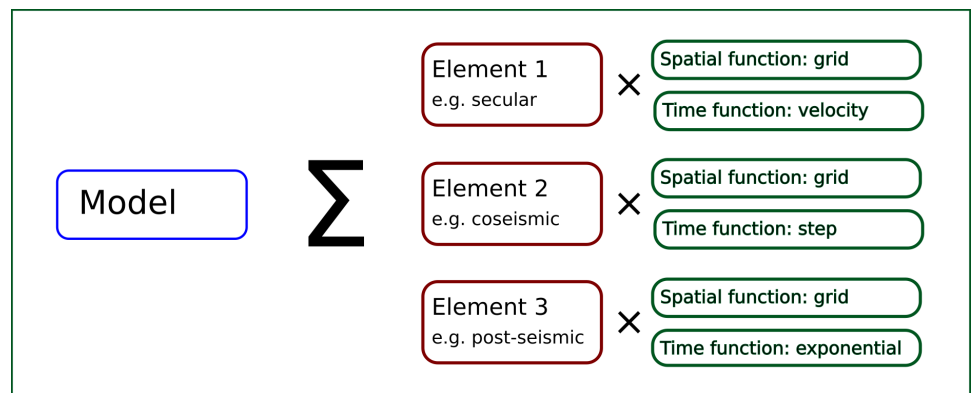 Model
Σ
Element 1
e.g. secular
×
Spatial function: grid
Time function: velocity
Element 2
e.g. coseismic
×
Spatial function: grid
Time function: step
Element 3
e.g. post-seismic
×
Spatial function: grid
Time function: exponential